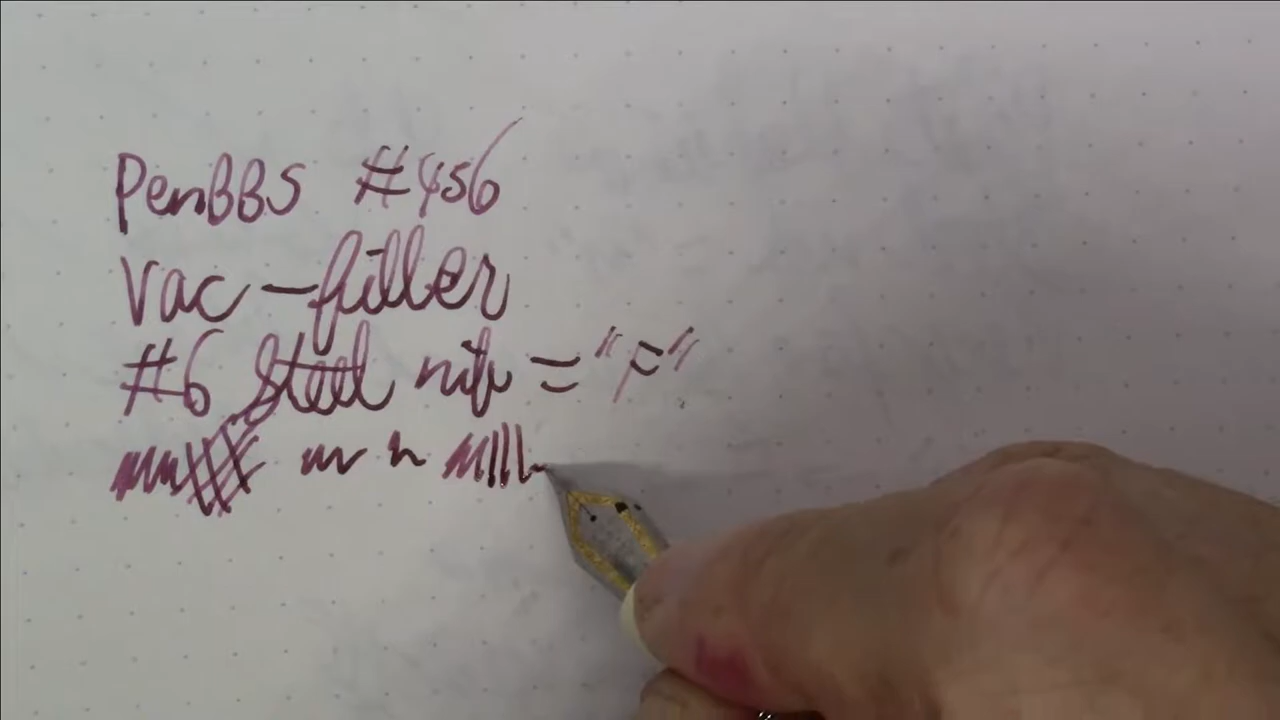 PenBBS #456
Vac-filler
#6 Steel nib = "F"